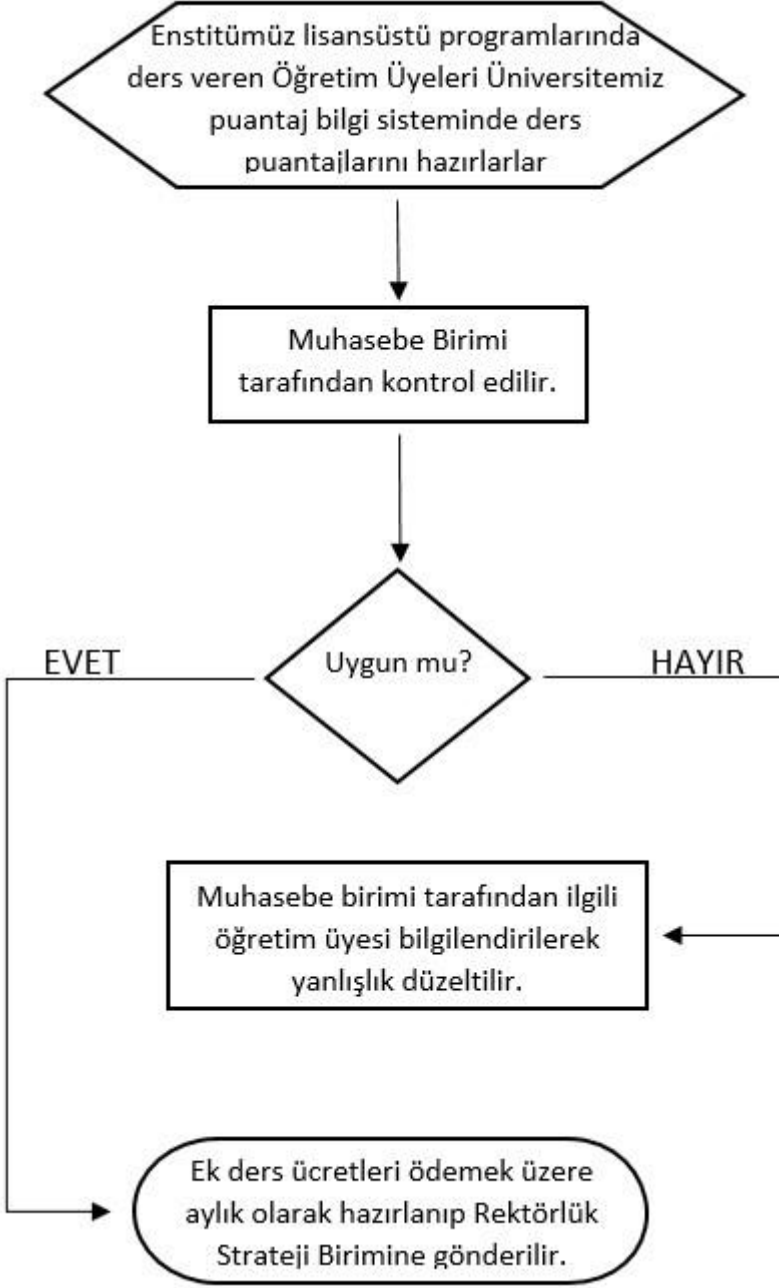 Enstitümüz lisansüstü programlarında
ders veren Öğretim Üyeleri Üniversitemiz
puantaj bilgi sisteminde ders
puantajlarını hazırlarlar
Muhasebe Birimi
tarafından kontrol edilir.
EVET
Uygun mu?
HAYIR
Muhasebe birimi tarafından ilgili
öğretim üyesi bilgilendirilerek
yanlışlık düzeltilir.
Ek ders ücretleri ödemek üzere
aylık olarak hazırlanıp Rektörlük
Strateji Birimine gönderilir.